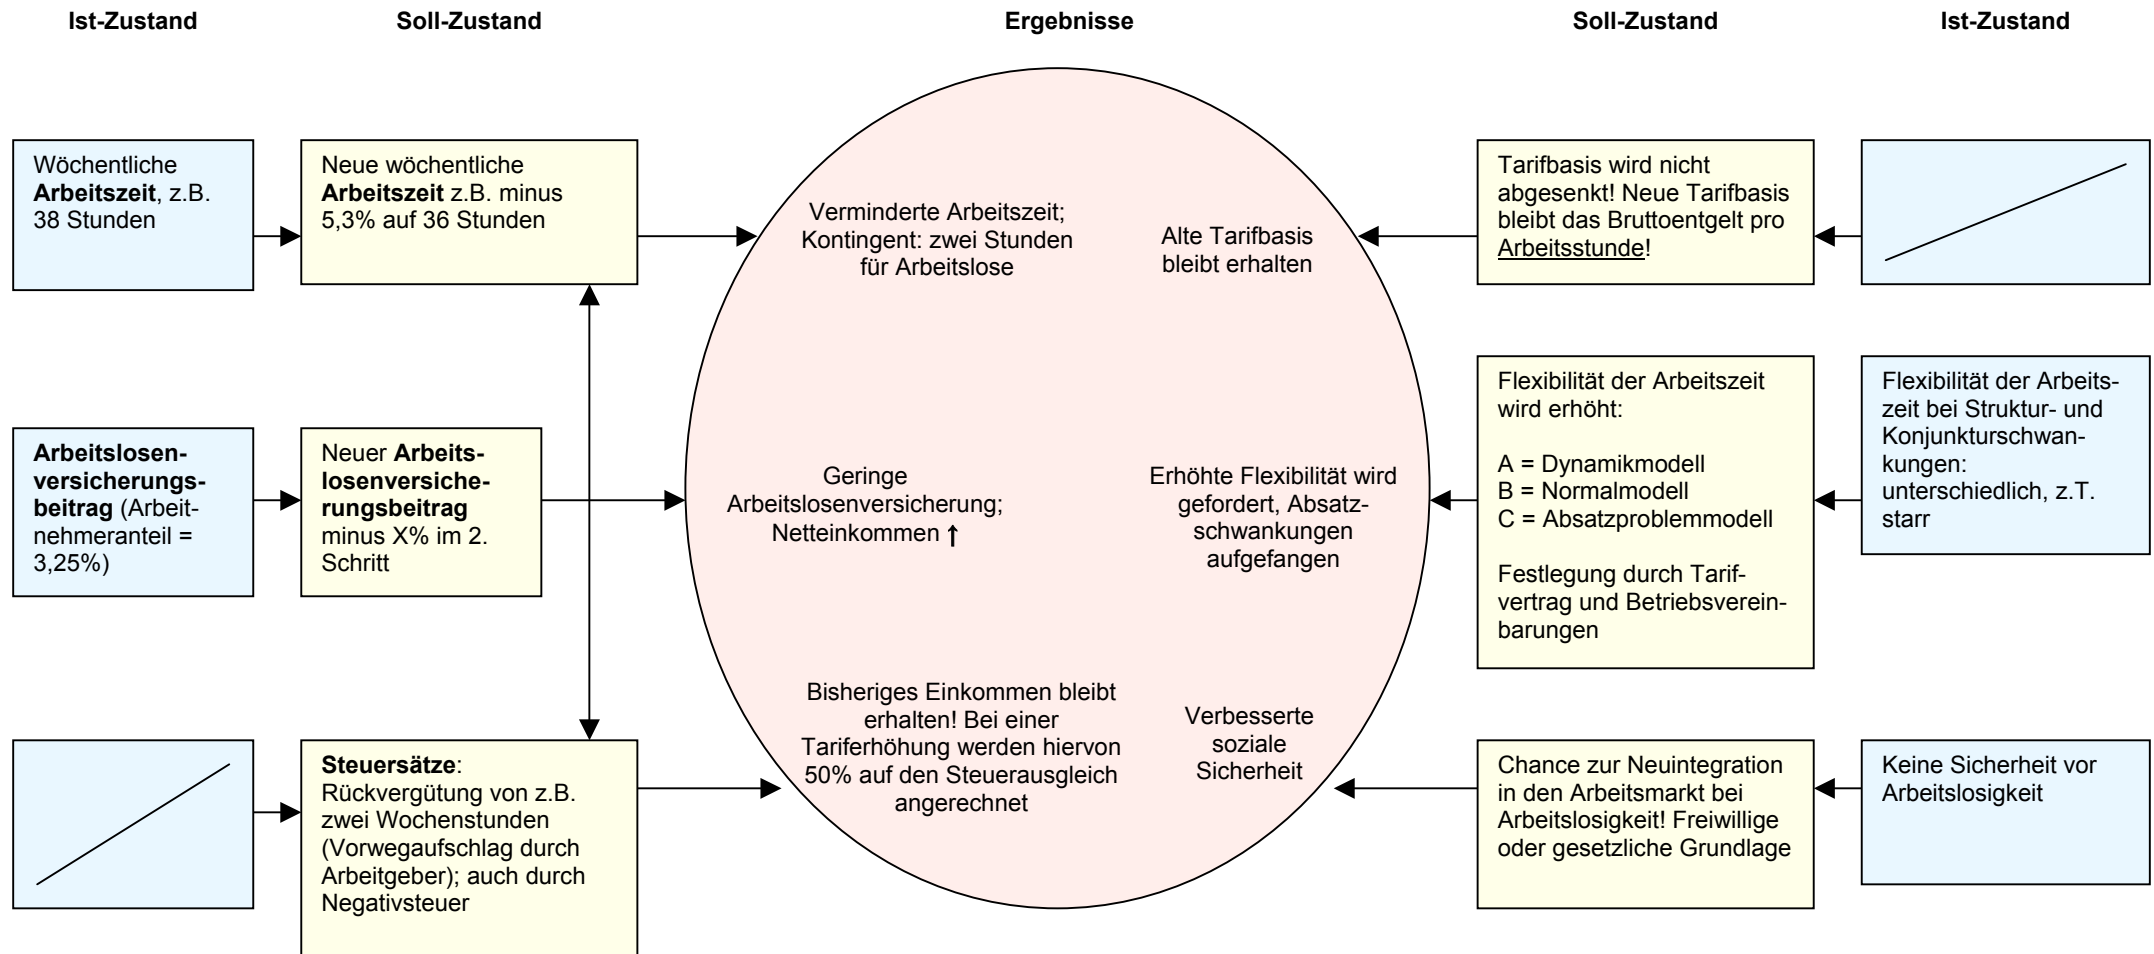 Ist-Zustand
Soll-Zustand
Ergebnisse
Soll-Zustand
Ist-Zustand
Wöchentliche
Arbeitszeit, z.B.
38 Stunden
Neue wöchentliche
Arbeitszeit z.B. minus
5,3% auf 36 Stunden
Verminderte Arbeitszeit;
Kontingent: zwei Stunden
für Arbeitslose
Alte Tarifbasis
bleibt erhalten
Tarifbasis wird nicht
abgesenkt! Neue Tarifbasis
bleibt das Bruttoentgelt pro
Arbeitsstunde!
Arbeitslosen-
versicherungs-
beitrag (Arbeit-
nehmeranteil =
3,25%)
Neuer Arbeits-
losenversiche-
rungsbeitrag
minus X% im 2.
Schritt
Geringe
Arbeitslosenversicherung;
Netteinkommen ↑
Erhöhte Flexibilität wird
gefordert, Absatz-
schwankungen
aufgefangen
Flexibilität der Arbeitszeit
wird erhöht:
A = Dynamikmodell
B = Normalmodell
C = Absatzproblemmodell
Festlegung durch Tarif-
vertrag und Betriebsverein-
barungen
Flexibilität der Arbeits-
zeit bei Struktur- und
Konjunkturschwan-
kungen:
unterschiedlich, z.T.
starr
Steuersätze:
Rückvergütung von z.B.
zwei Wochenstunden
(Vorwegaufschlag durch
Arbeitgeber); auch durch
Negativsteuer
Bisheriges Einkommen bleibt
erhalten! Bei einer
Tariferhöhung werden hiervon
50% auf den Steuerausgleich
angerechnet
Verbesserte
soziale
Sicherheit
Chance zur Neuintegration
in den Arbeitsmarkt bei
Arbeitslosigkeit! Freiwillige
oder gesetzliche Grundlage
Keine Sicherheit vor
Arbeitslosigkeit